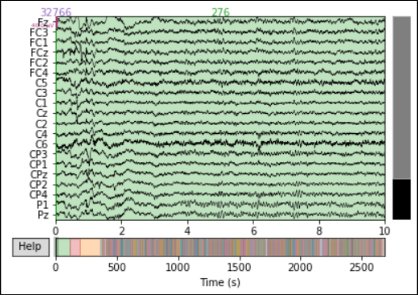 32766 276
Fz
FC3
FC1
FCz
FC2
FC4
C5
C3
C1
Cz
C2
C4
C6
CP3
CP1
CPz
CP2
CP4
P1
Pz
0 2 4 6 8 10
Help
0 500 1000 1500 2000 2500
Time (s)